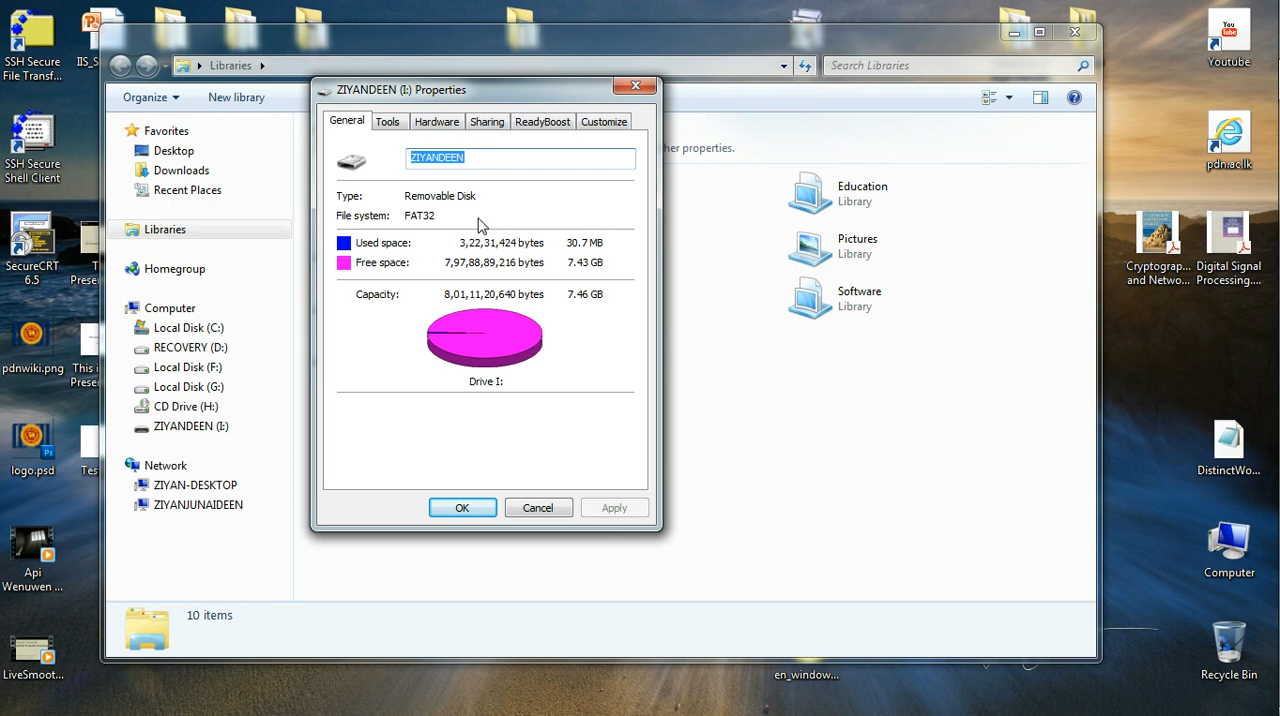 SSH Secure
File Transf...
SSH Secure
Shell Client
SecureCRT
6.5
pdnwiki.png
This i
Presen
logo.psd
Tes
Api
Wenuwen ...
LiveSmoot...
Libraries
Search Libraries
Organize
New library
Favorites
Desktop
Downloads
Recent Places
Libraries
Homegroup
Computer
Local Disk (C:)
RECOVERY (D:)
Local Disk (F:)
Local Disk (G:)
CD Drive (H:)
ZIYANDEEN (I:)
Network
ZIYAN-DESKTOP
ZIYANJUNAIDEEN
10 items
ZIYANDEEN (I:) Properties
General
Tools
Hardware
Sharing
ReadyBoost
Customize
ZIYANDEEN
Type: Removable Disk
File system: FAT32
Used space: 3,22,31,424 bytes 30.7 MB
Free space: 7,97,88,89,216 bytes 7.43 GB
Capacity: 8,01,11,20,640 bytes 7.46 GB
Drive I:
OK
Cancel
Apply
her properties.
Education
Library
Pictures
Library
Software
Library
en_window...
You
Tube
Youtube
pdn.ac.lk
Cryptograp...
and Netwo...
Digital Signal
Processing....
DistinctWo...
Computer
Recycle Bin